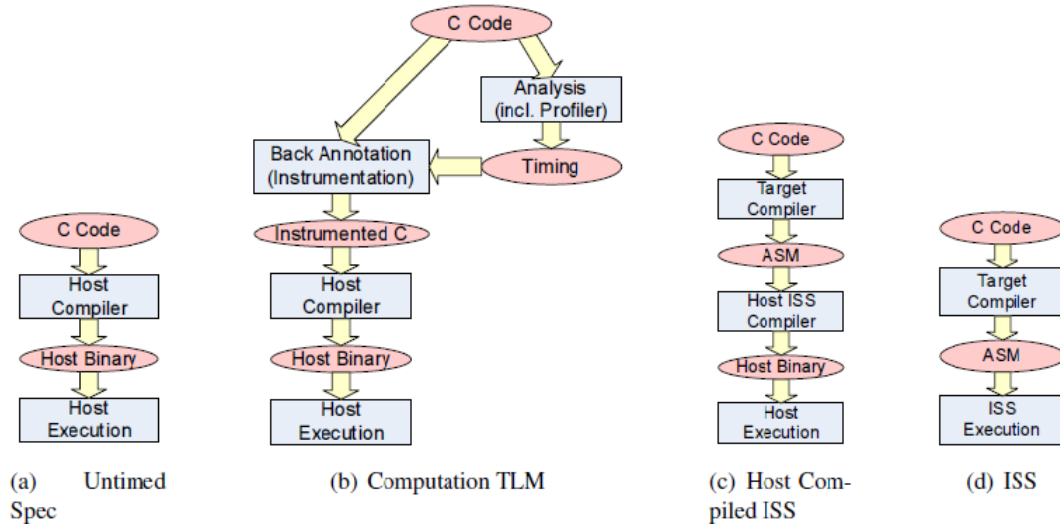 C Code
Host
Compiler
Host Binary
Host
Execution
(a) Untimed
Spec
C Code
Analysis
(incl. Profiler)
Timing
Back Annotation
(Instrumentation)
Instrumented C
Host
Compiler
Host Binary
Host
Execution
(b) Computation TLM
C Code
Target
Compiler
ASM
Host ISS
Compiler
Host Binary
Host
Execution
(c) Host Com-
piled ISS
C Code
Target
Compiler
ASM
ISS
Execution
(d) ISS